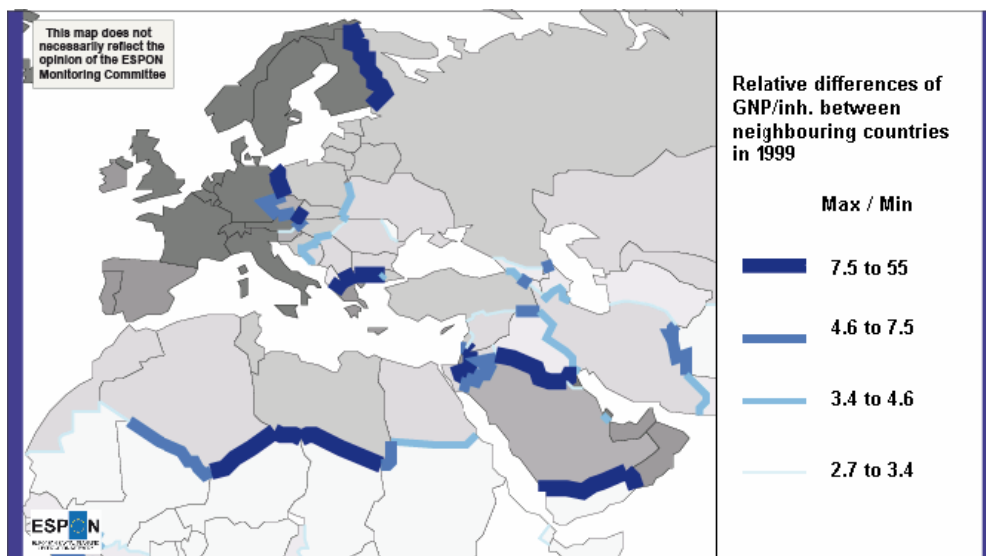 This map does not
necessarily reflect the
opinion of the ESPON
Monitoring Committee
Relative differences of
GNP/inh. between
neighbouring countries
in 1999
Max / Min
7.5 to 55
4.6 to 7.5
3.4 to 4.6
2.7 to 3.4
ESPON